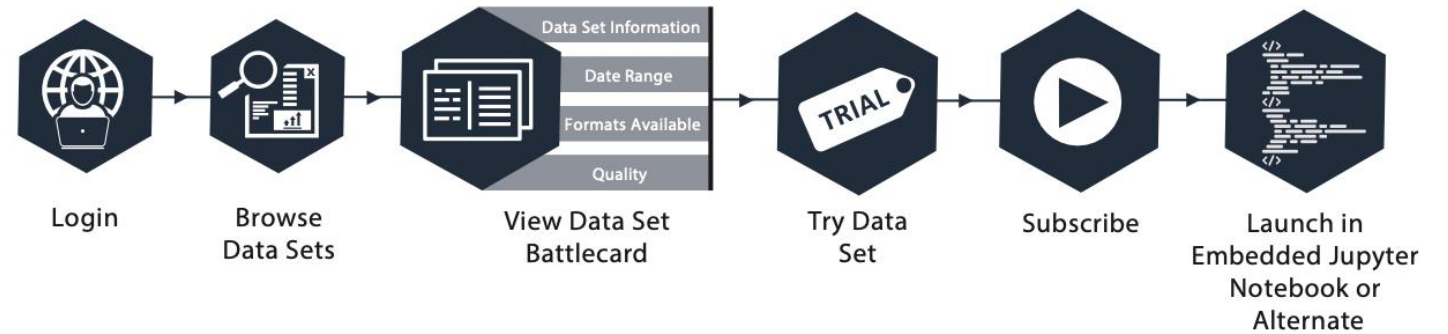 Data Set Information
Date Range
Formats Available
Quality
TRIAL
</>
</>
</>
</>
X
Login
Browse
Data Sets
View Data Set
Battlecard
Try Data
Set
Subscribe
Launch in
Embedded Jupyter
Notebook or
Alternate